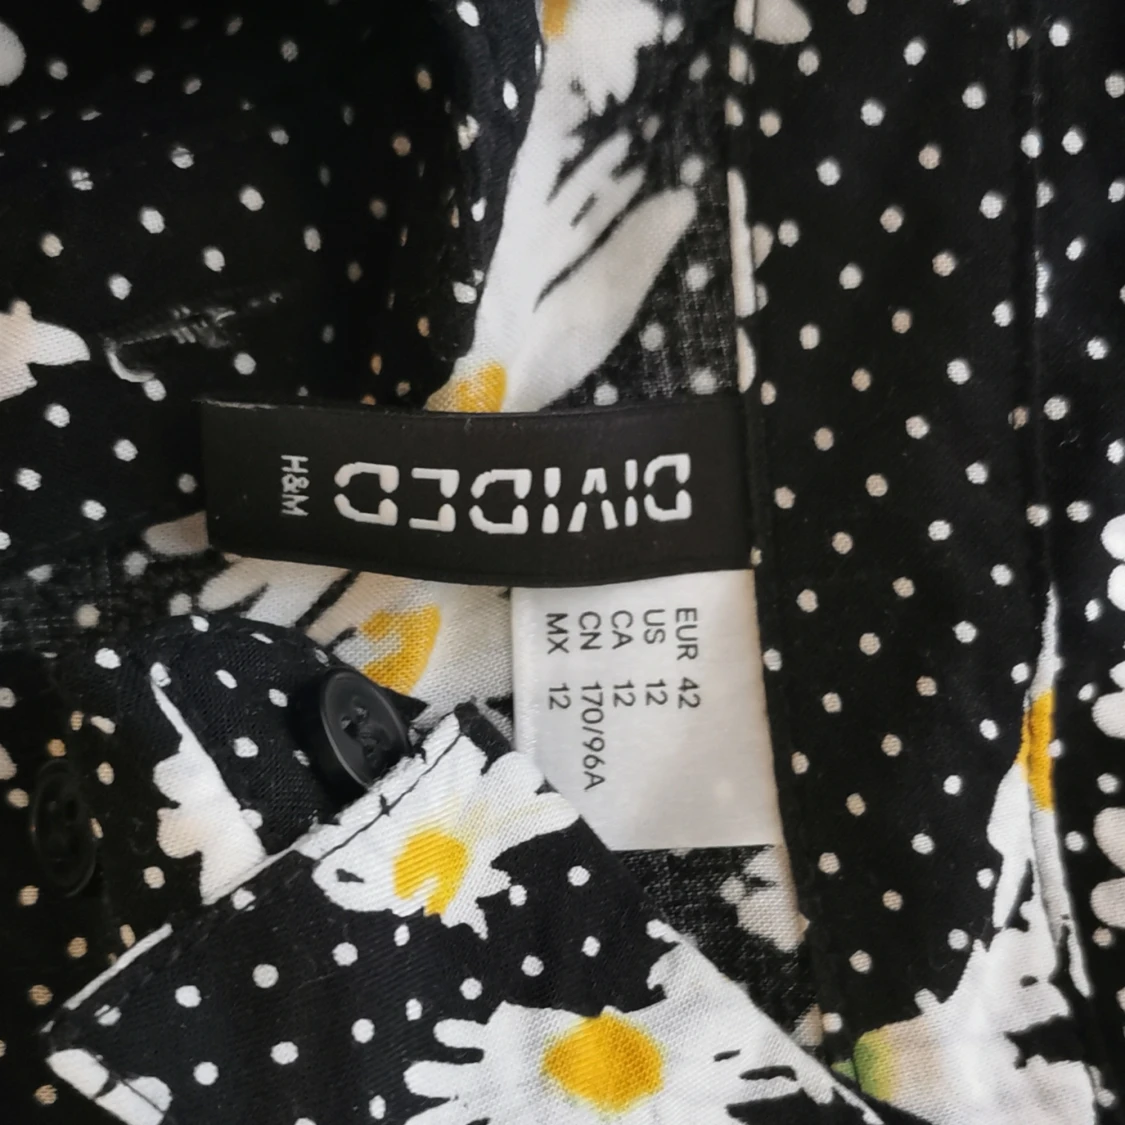 DIVIDED
H&M
EUR 42
US 12
CA 12
CN 170/96A
MX 12